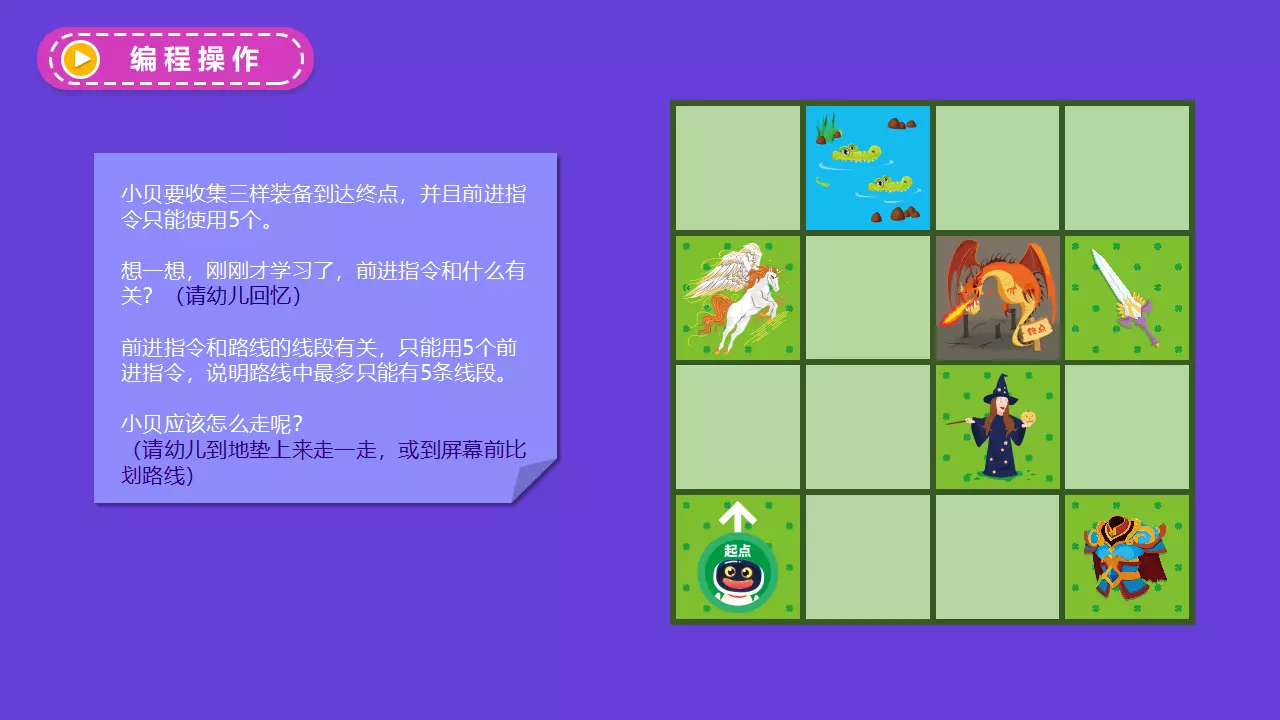 编程操作
小贝要收集三样装备到达终点，并且前进指
令只能使用5个。
想一想，刚刚才学习了，前进指令和什么有
关？（请幼儿回忆）
前进指令和路线的线段有关，只能用5个前
进指令，说明路线中最多只能有5条线段。
小贝应该怎么走呢？
（请幼儿到地垫上来走一走，或到屏幕前比
划路线）
终点
起点